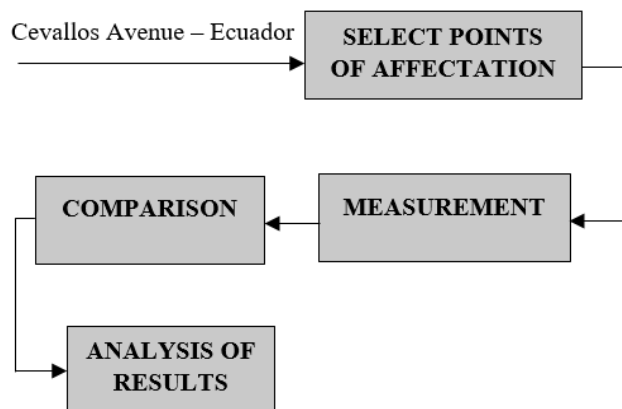 Cevallos Avenue – Ecuador
SELECT POINTS
OF AFFECTATION
MEASUREMENT
COMPARISON
ANALYSIS OF
RESULTS